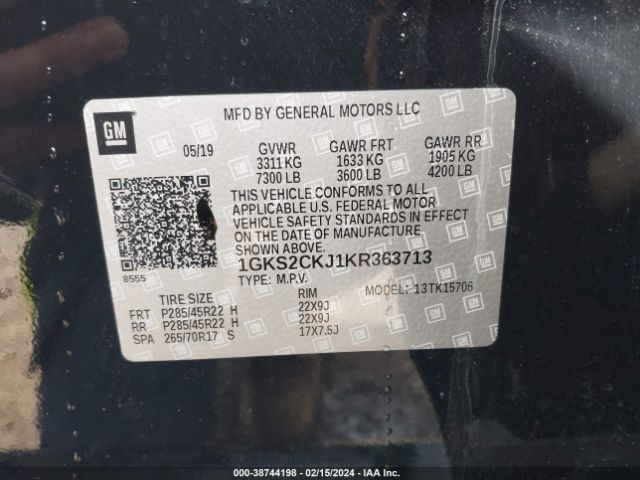 GM
MFD BY GENERAL MOTORS LLC
05/19 GVWR GAWR FRT GAWR RR
3311 KG 1633 KG 1905 KG
7300 LB 3600 LB 4200 LB
THIS VEHICLE CONFORMS TO ALL
APPLICABLE U.S. FEDERAL MOTOR
VEHICLE SAFETY STANDARDS IN EFFECT
ON THE DATE OF MANUFACTURE
SHOWN ABOVE.
8555
1GKS2CKJ1KR363713
TYPE: M.P.V. 13TK15706
TIRE SIZE RIM
FRT P285/45R22 H 22X9J
RR P285/45R22 H 22X9J
SPA 265/70R17 S 17X7.5J
000-38744198 - 02/15/2024 - IAA Inc.